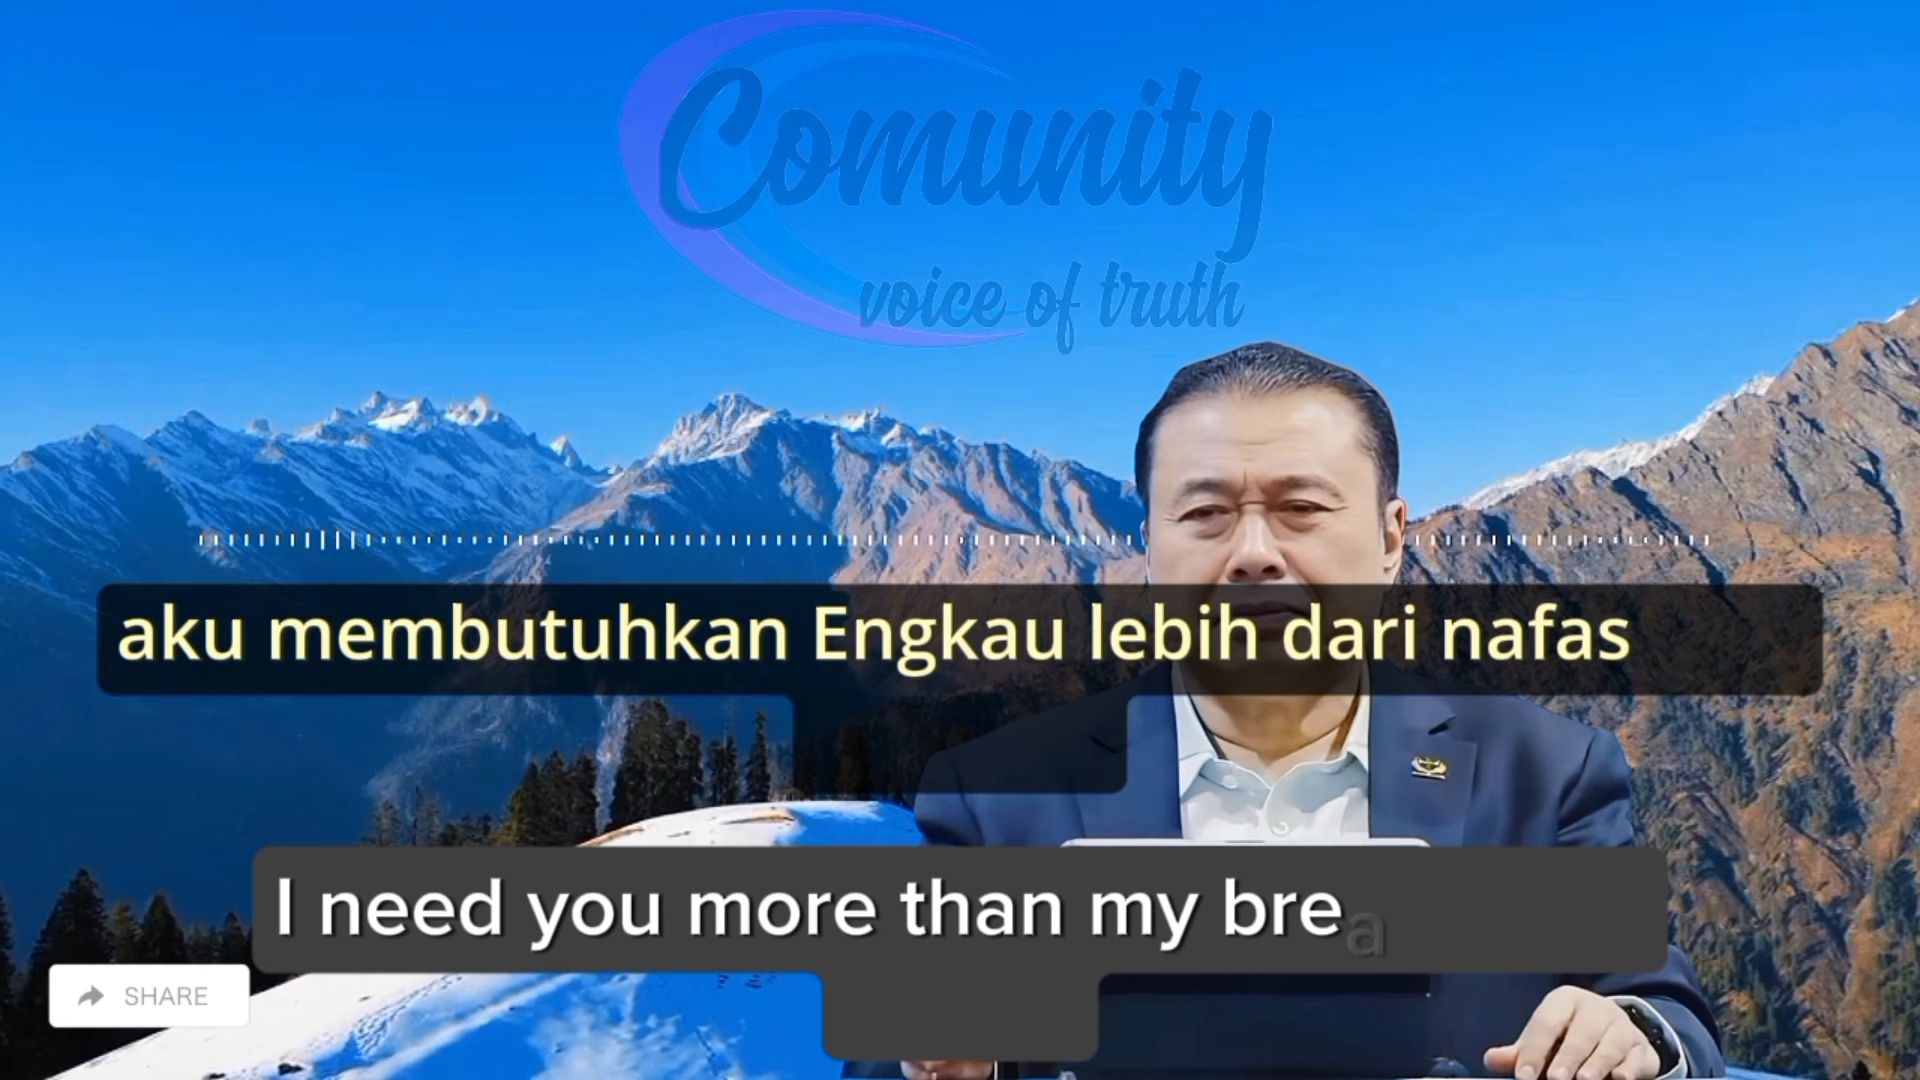 Comunity
voice of truth
aku membutuhkan Engkau lebih dari nafas
I need you more than my brea
SHARE